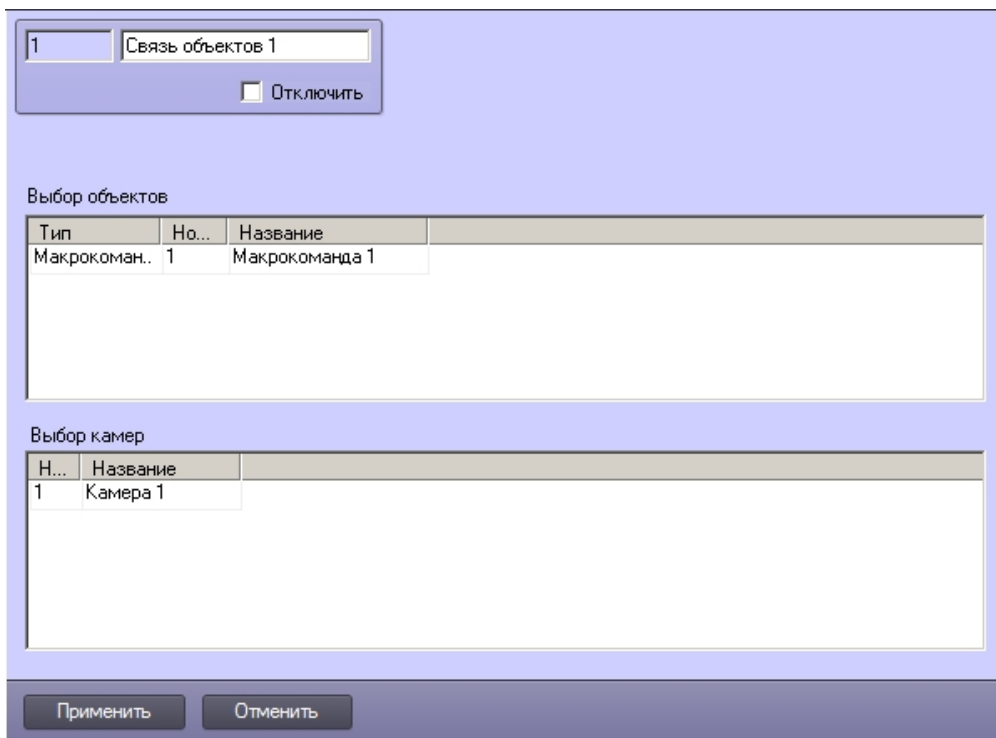 1 Связь объектов 1
Отключить
Выбор объектов
Тип Но... Название
Макрокоман.. 1 Макрокоманда 1
Выбор камер
Н... Название
1 Камера 1
Применить Отменить